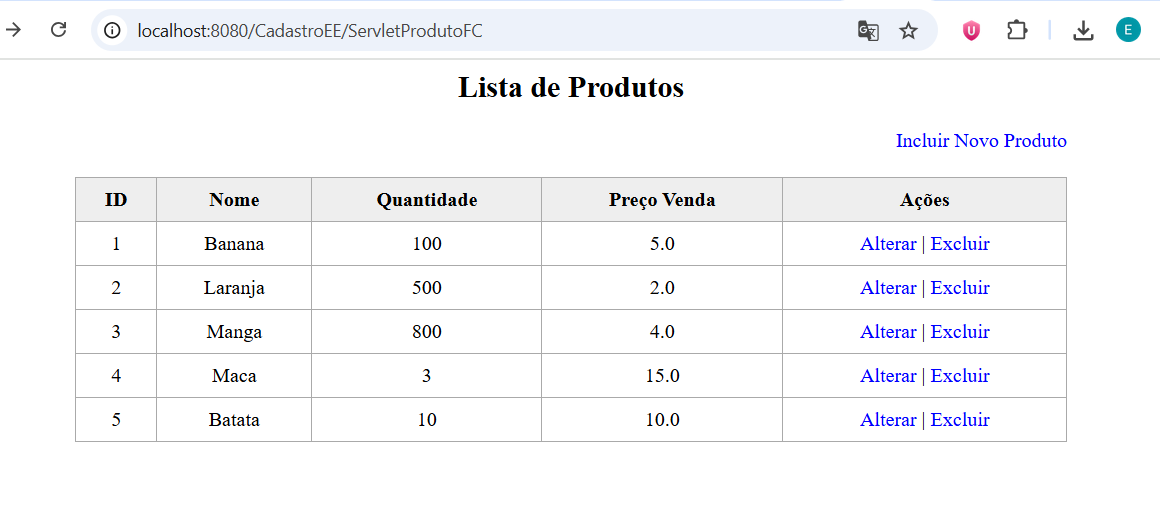 localhost:8080/CadastroEE/ServletProdutoFC
E
Lista de Produtos
Incluir Novo Produto
ID Nome Quantidade Preço Venda Ações
1 Banana 100 5.0 Alterar | Excluir
2 Laranja 500 2.0 Alterar | Excluir
3 Manga 800 4.0 Alterar | Excluir
4 Maca 3 15.0 Alterar | Excluir
5 Batata 10 10.0 Alterar | Excluir